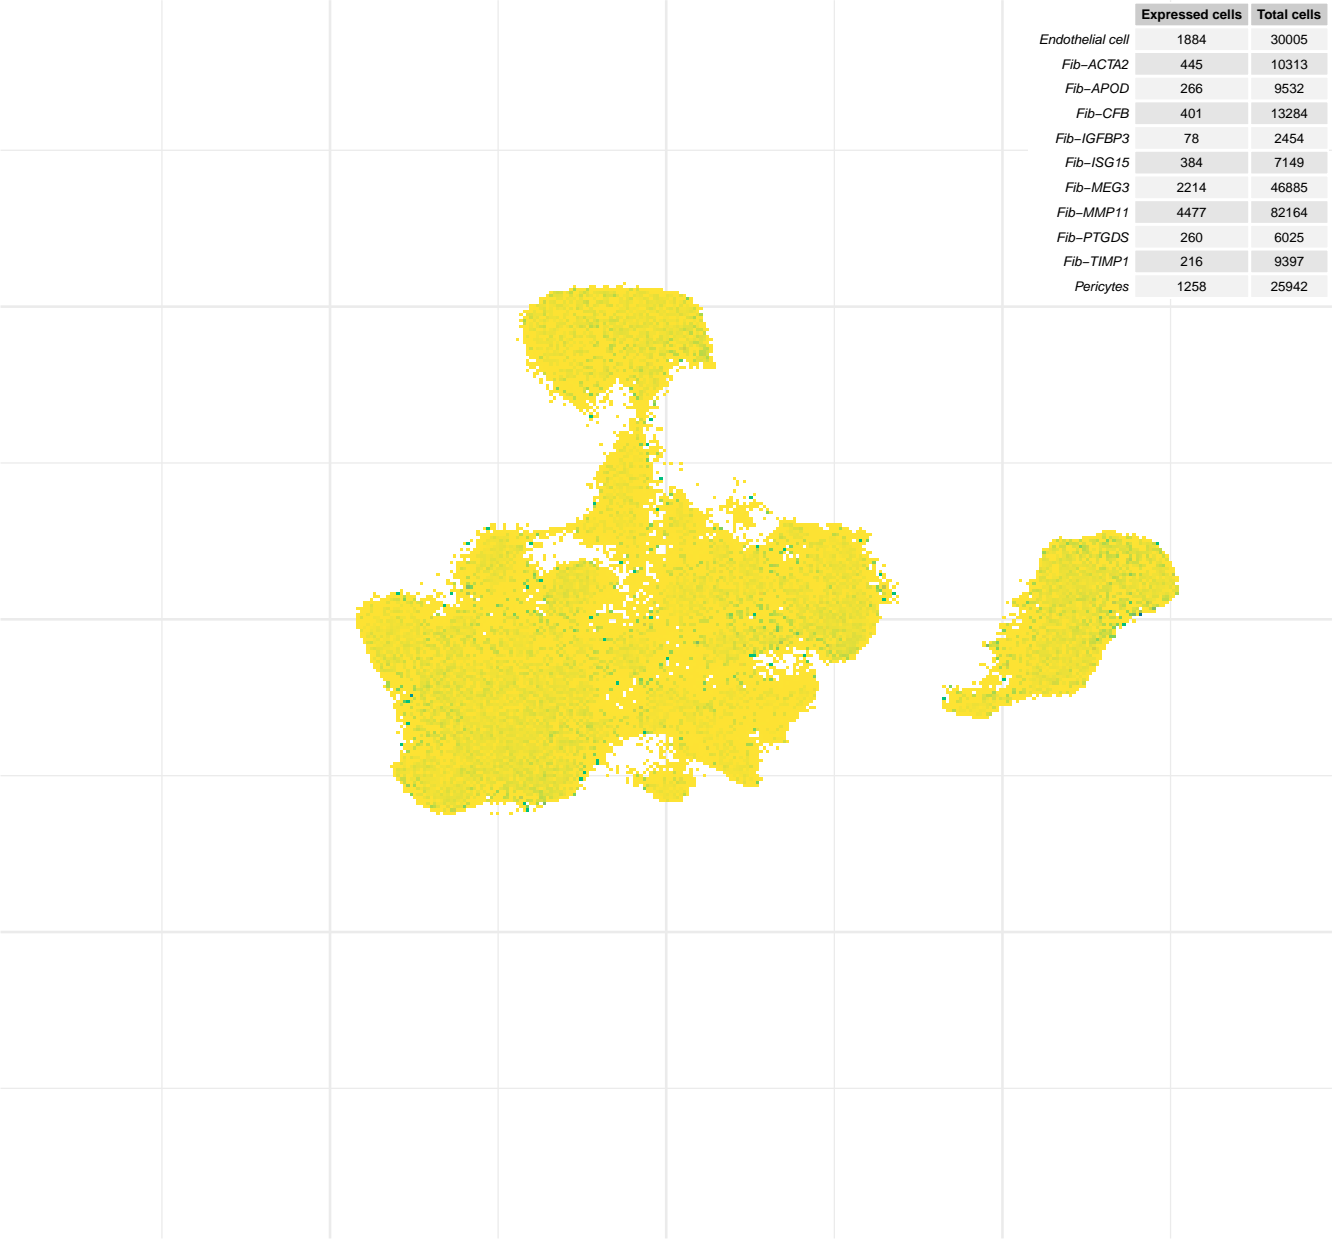 Expressed cells Total cells
Endothelial cell 1884 30005
Fib−ACTA2 445 10313
Fib−APOD 266 9532
Fib−CFB 401 13284
Fib−IGFBP3 78 2454
Fib−ISG15 384 7149
Fib−MEG3 2214 46885
Fib−MMP11 4477 82164
Fib−PTGDS 260 6025
Fib−TIMP1 216 9397
Pericytes 1258 25942